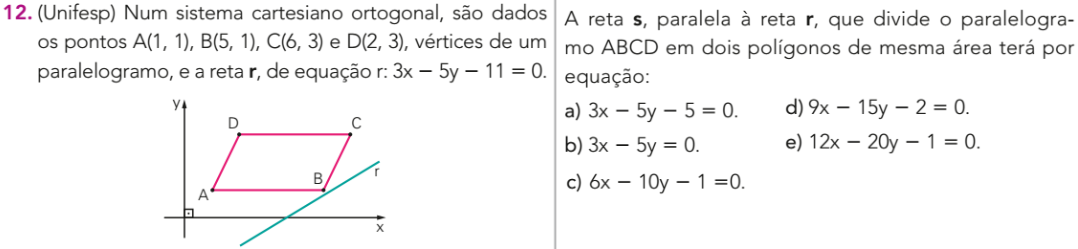 12. (Unifesp) Num sistema cartesiano ortogonal, são dados
os pontos A(1, 1), B(5, 1), C(6, 3) e D(2, 3), vértices de um
paralelogramo, e a reta r, de equação r: 3x − 5y − 11 = 0.
y
D
C
A
B
r
x
A reta s, paralela à reta r, que divide o paralelogra-
mo ABCD em dois polígonos de mesma área terá por
equação:
a) 3x − 5y − 5 = 0. d) 9x − 15y − 2 = 0.
b) 3x − 5y = 0. e) 12x − 20y − 1 = 0.
c) 6x − 10y − 1 =0.